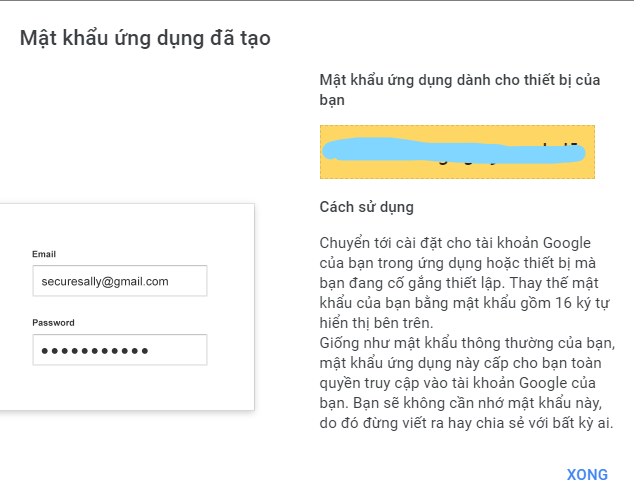 Mật khẩu ứng dụng đã tạo
Mật khẩu ứng dụng dành cho thiết bị của
bạn
Cách sử dụng
Chuyển tới cài đặt cho tài khoản Google
của bạn trong ứng dụng hoặc thiết bị mà
bạn đang cố gắng thiết lập. Thay thế mật
khẩu của bạn bằng mật khẩu gồm 16 ký tự
hiển thị bên trên.
Giống như mật khẩu thông thường của bạn,
mật khẩu ứng dụng này cấp cho bạn toàn
quyền truy cập vào tài khoản Google của
bạn. Bạn sẽ không cần nhớ mật khẩu này,
do đó đừng viết ra hay chia sẻ với bất kỳ ai.
Email
securesally@gmail.com
Password
XONG